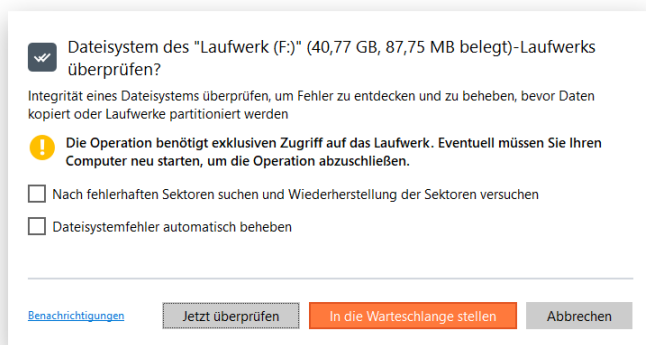 Dateisystem des "Laufwerk (F:)" (40,77 GB, 87,75 MB belegt)-Laufwerks
überprüfen?
Integrität eines Dateisystems überprüfen, um Fehler zu entdecken und zu beheben, bevor Daten
kopiert oder Laufwerke partitioniert werden
Die Operation benötigt exklusiven Zugriff auf das Laufwerk. Eventuell müssen Sie Ihren
Computer neu starten, um die Operation abzuschließen.
Nach fehlerhaften Sektoren suchen und Wiederherstellung der Sektoren versuchen
Dateisystemfehler automatisch beheben
Benachrichtigungen
Jetzt überprüfen
In die Warteschlange stellen
Abbrechen